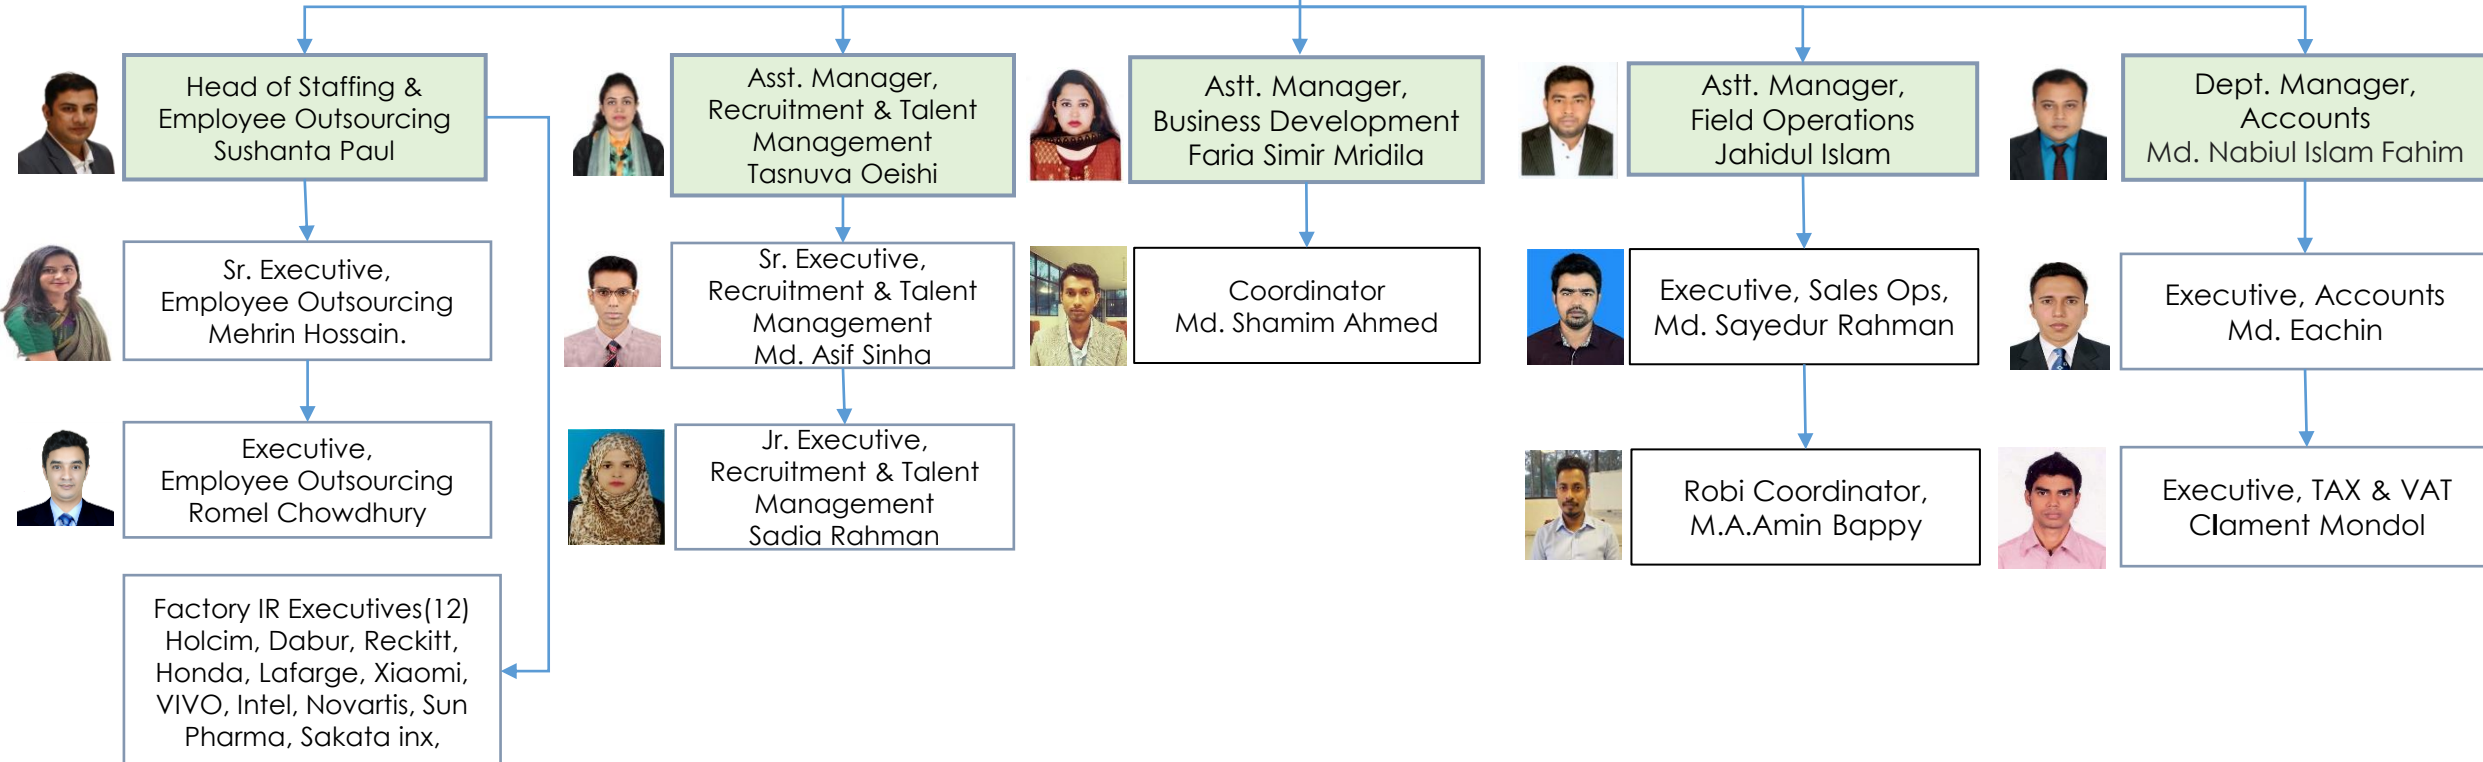 Head of Staffing &
Employee Outsourcing
Sushanta Paul
Asst. Manager,
Recruitment & Talent
Management
Tasnuva Oeishi
Astt. Manager,
Business Development
Faria Simir Mridila
Astt. Manager,
Field Operations
Jahidul Islam
Dept. Manager,
Accounts
Md. Nabiul Islam Fahim
Sr. Executive,
Employee Outsourcing
Mehrin Hossain.
Sr. Executive,
Recruitment & Talent
Management
Md. Asif Sinha
Coordinator
Md. Shamim Ahmed
Executive, Sales Ops,
Md. Sayedur Rahman
Executive, Accounts
Md. Eachin
Executive,
Employee Outsourcing
Romel Chowdhury
Jr. Executive,
Recruitment & Talent
Management
Sadia Rahman
Robi Coordinator,
M.A.Amin Bappy
Executive, TAX & VAT
Clament Mondol
Factory IR Executives(12)
Holcim, Dabur, Reckitt,
Honda, Lafarge, Xiaomi,
VIVO, Intel, Novartis, Sun
Pharma, Sakata inx,